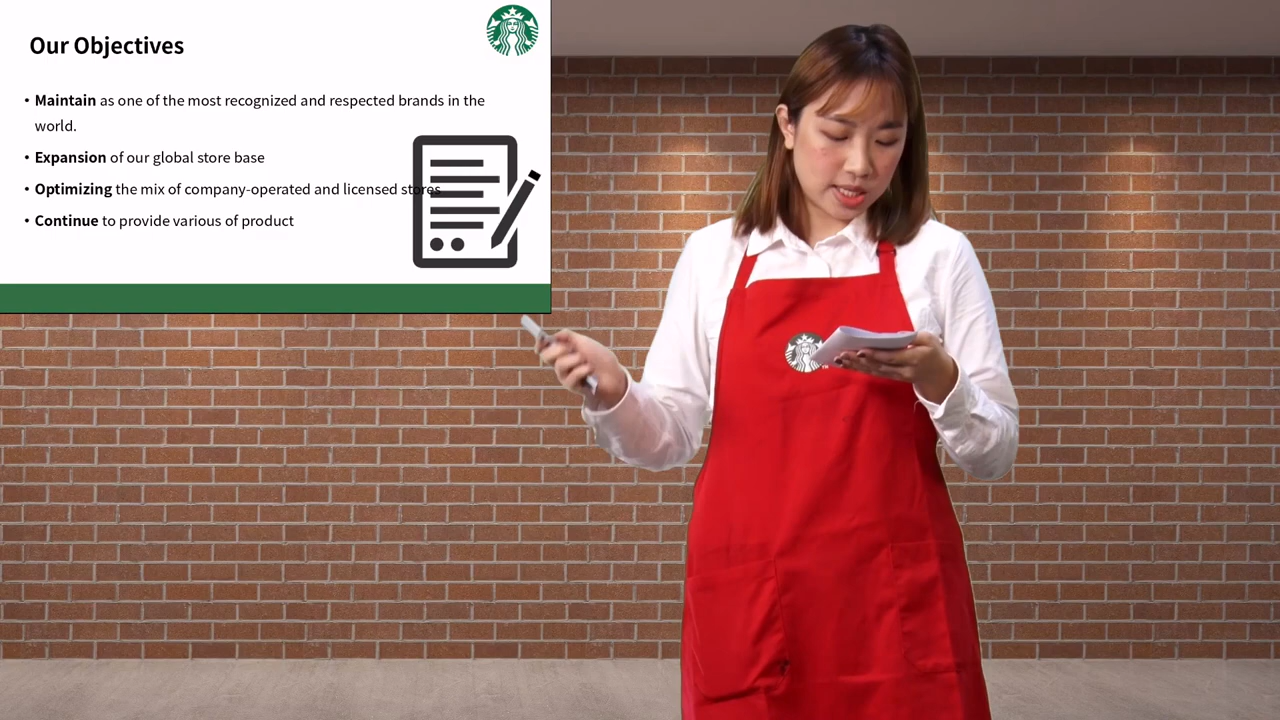 Our Objectives
• Maintain as one of the most recognized and respected brands in the
world.
• Expansion of our global store base
• Optimizing the mix of company-operated and licensed stores
• Continue to provide various of product